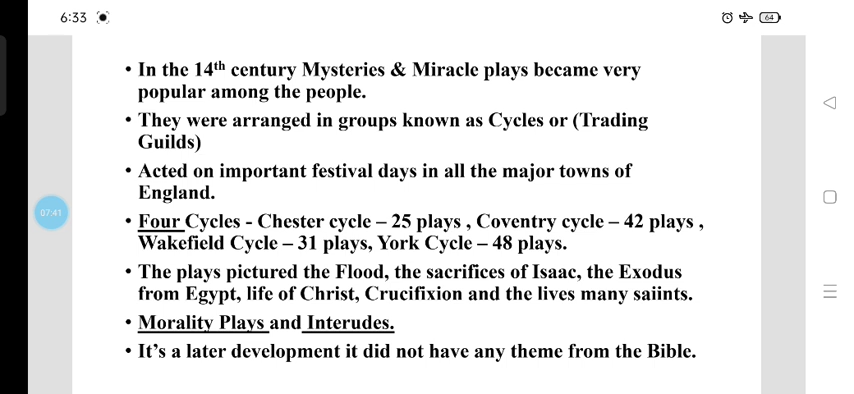 6:33
64
• In the 14th century Mysteries & Miracle plays became very
popular among the people.
• They were arranged in groups known as Cycles or (Trading
Guilds)
• Acted on important festival days in all the major towns of
England.
07:41
• Four Cycles - Chester cycle – 25 plays , Coventry cycle – 42 plays ,
Wakefield Cycle – 31 plays, York Cycle – 48 plays.
• The plays pictured the Flood, the sacrifices of Isaac, the Exodus
from Egypt, life of Christ, Crucifixion and the lives many saiints.
• Morality Plays and Interudes.
• It’s a later development it did not have any theme from the Bible.